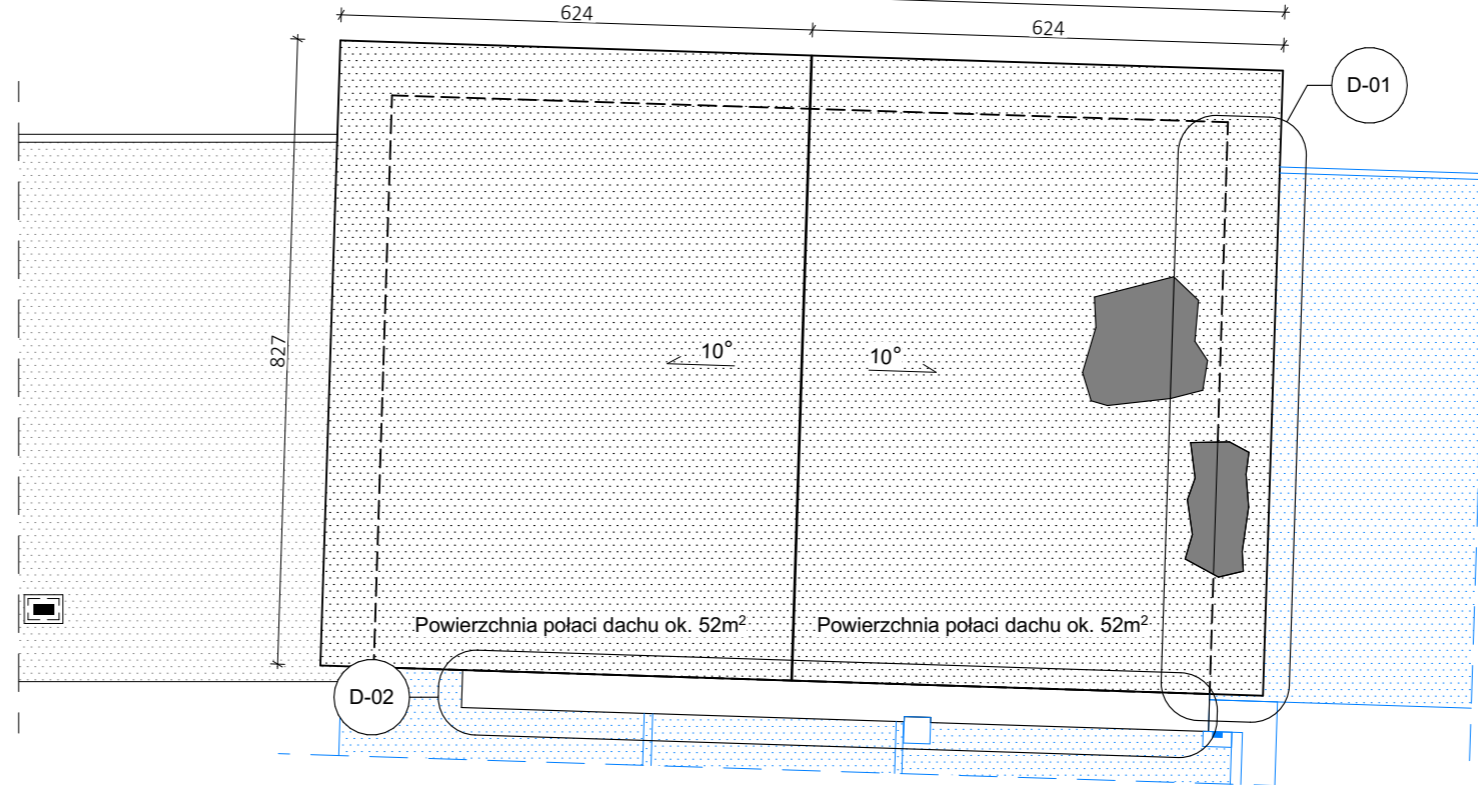 624
624
D-01
827
10°
10°
Powierzchnia połaci dachu ok. 52m²
Powierzchnia połaci dachu ok. 52m²
D-02